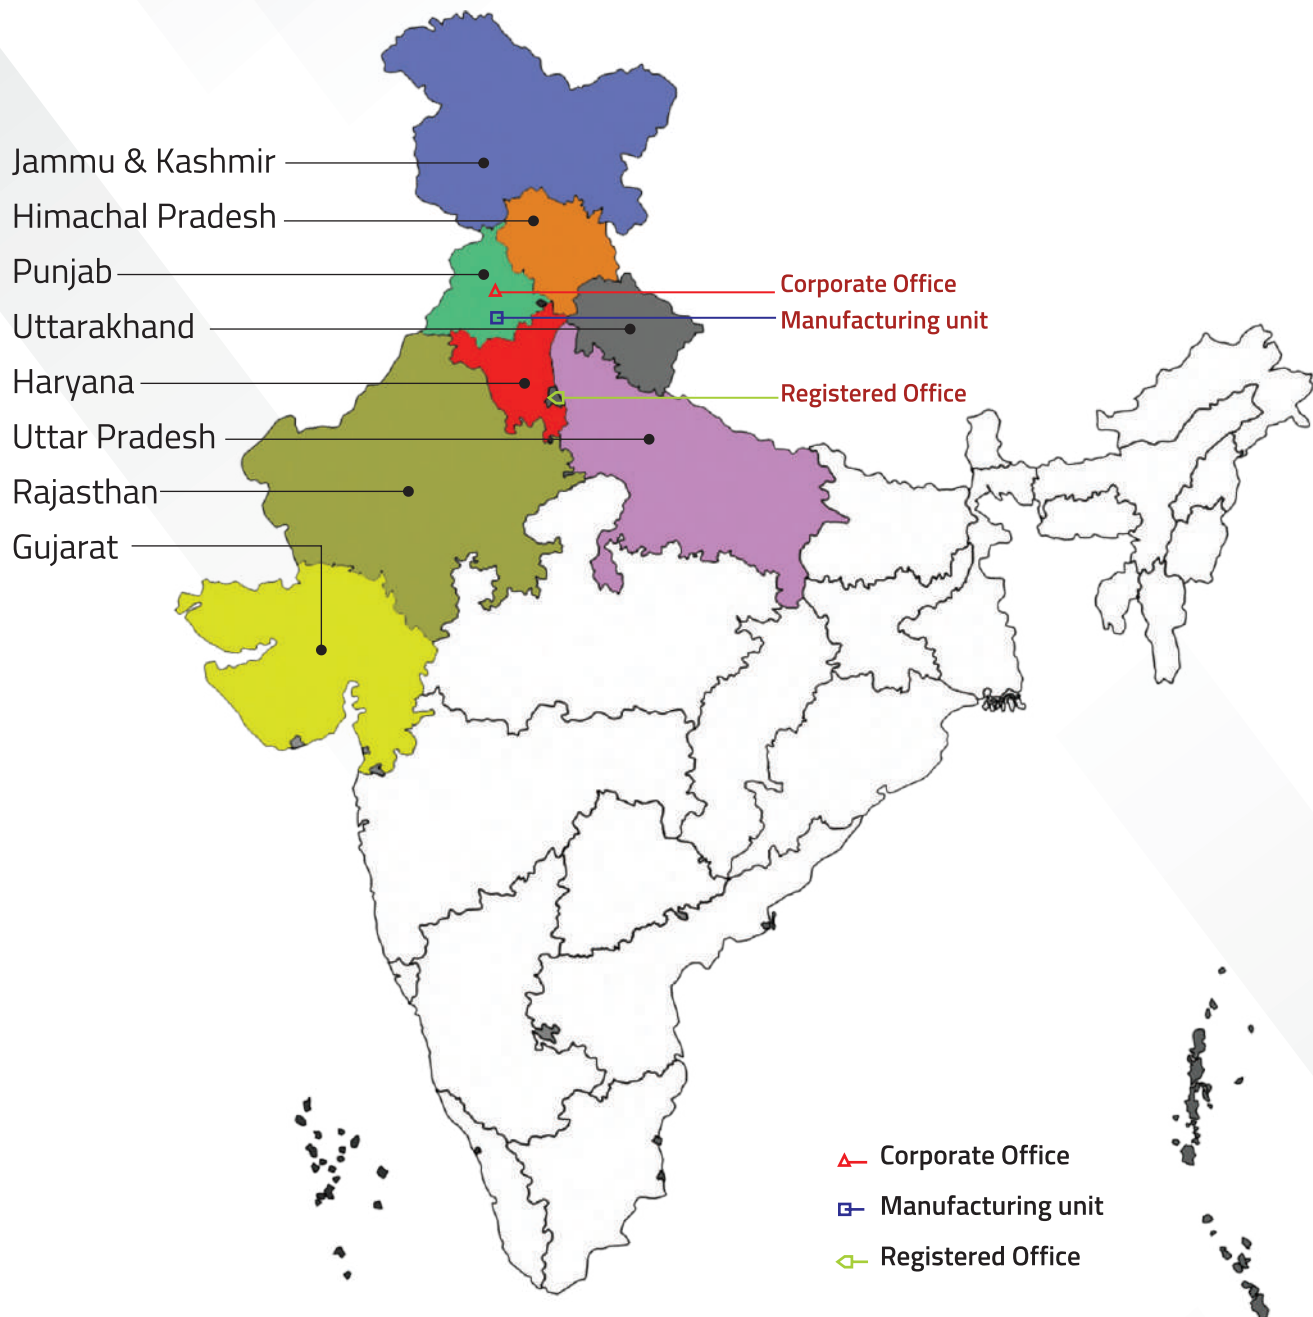 Jammu & Kashmir
Himachal Pradesh
Punjab
Uttarakhand
Haryana
Uttar Pradesh
Rajasthan
Gujarat
Corporate Office
Manufacturing unit
Registered Office
Corporate Office
Manufacturing unit
Registered Office